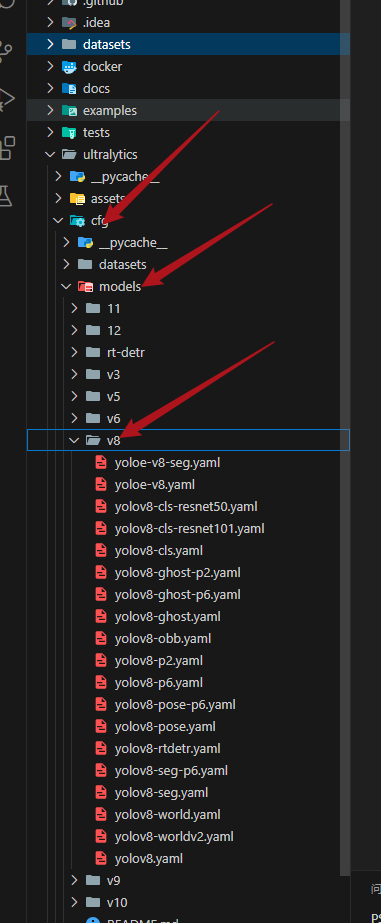 .github
.idea
datasets
docker
docs
examples
tests
ultralytics
__pycache__
assets
cfg
__pycache__
datasets
models
11
12
rt-detr
v3
v5
v6
v8
yoloe-v8-seg.yaml
yoloe-v8.yaml
yolov8-cls-resnet50.yaml
yolov8-cls-resnet101.yaml
yolov8-cls.yaml
yolov8-ghost-p2.yaml
yolov8-ghost-p6.yaml
yolov8-ghost.yaml
yolov8-obb.yaml
yolov8-p2.yaml
yolov8-p6.yaml
yolov8-pose-p6.yaml
yolov8-pose.yaml
yolov8-rtdetr.yaml
yolov8-seg-p6.yaml
yolov8-seg.yaml
yolov8-world.yaml
yolov8-worldv2.yaml
yolov8.yaml
v9
问
v10
PS
README.md